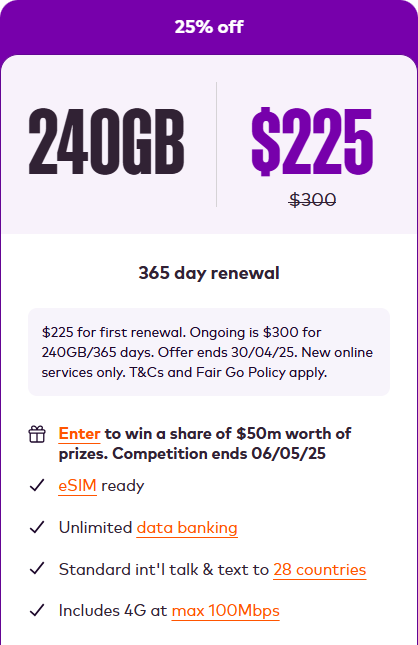 25% off
240GB
$225
$300
365 day renewal
$225 for first renewal. Ongoing is $300 for
240GB/365 days. Offer ends 30/04/25. New online
services only. T&Cs and Fair Go Policy apply.
Enter to win a share of $50m worth of
prizes. Competition ends 06/05/25
eSIM ready
Unlimited data banking
Standard int'l talk & text to 28 countries
Includes 4G at max 100Mbps